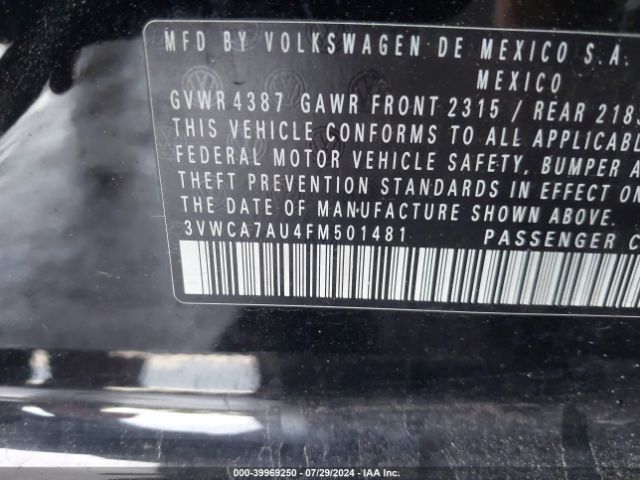 MFD BY VOLKSWAGEN DE MEXICO S.A.
MEXICO
GVWR 4387 GAWR FRONT 2315 / REAR
THIS VEHICLE CONFORMS TO ALL APPLICABLE
FEDERAL MOTOR VEHICLE SAFETY, BUMPER
THEFT PREVENTION STANDARDS IN EFFECT
THE DATE OF MANUFACTURE SHOWN ABOVE.
3VWCA7AU4FM501481 PASSENGER
000-39969250 - 07/29/2024 - IAA Inc.